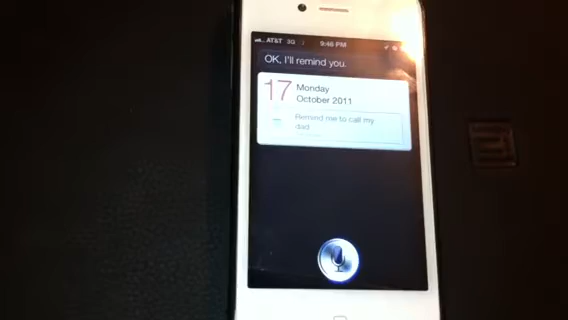 AT&T 3G 9:46 PM
OK, I'll remind you.
17 Monday
October 2011
Remind me to call my
dad